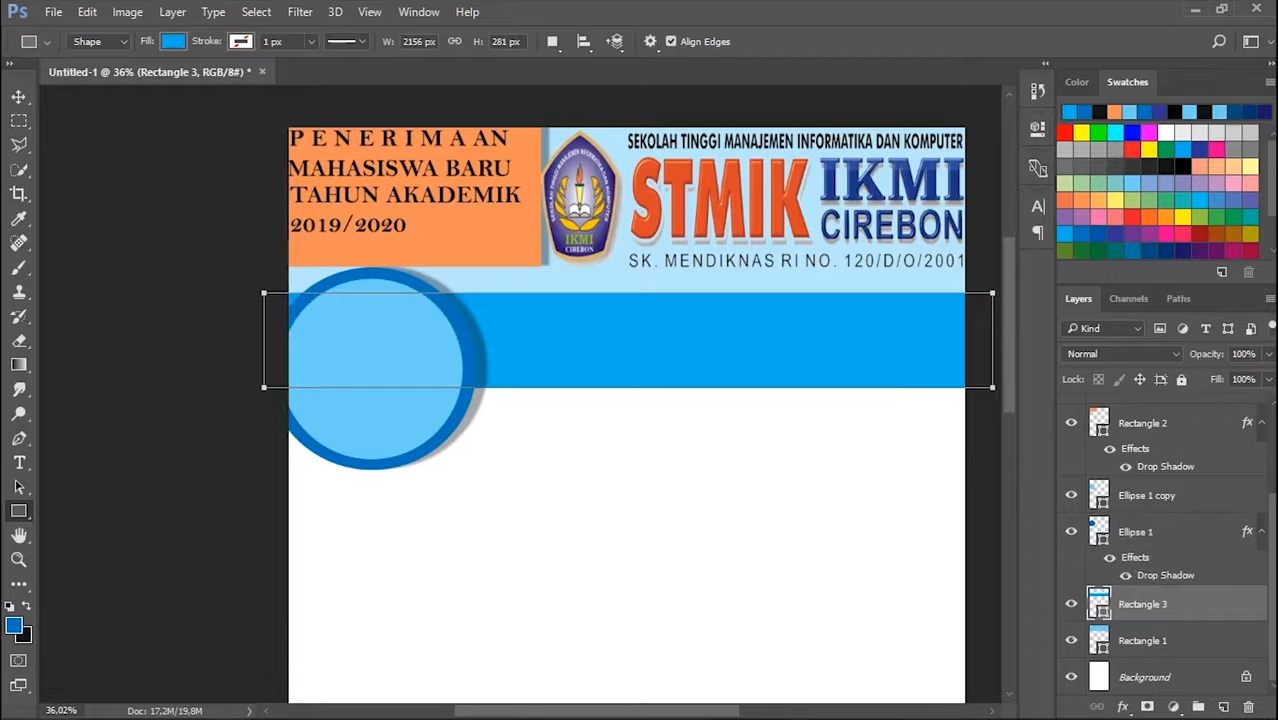 Ps File Edit Image Layer Type Select Filter 3D View Window Help
Shape Fill: Stroke: 1 px W: 2156 px H: 281 px Align Edges
Untitled-1 @ 36% (Rectangle 3, RGB/8#) * ×
Color Swatches
PENERIMAAN
MAHASISWA BARU
TAHUN AKADEMIK
2019/2020
SEKOLAH TINGGI MANAJEMEN INFORMATIKA DAN KOMPUTER
IKMI
CIREBON
STMIK IKMI
CIREBON
SK. MENDIKNAS RI NO. 120/D/O/2001
Layers Channels Paths
Kind
Normal Opacity: 100%
Lock: Fill: 100%
Rectangle 2 fx
Effects
Drop Shadow
Ellipse 1 copy
Ellipse 1 fx
Effects
Drop Shadow
Rectangle 3
Rectangle 1
Background
36,02% Doc: 17,2M/19,8M